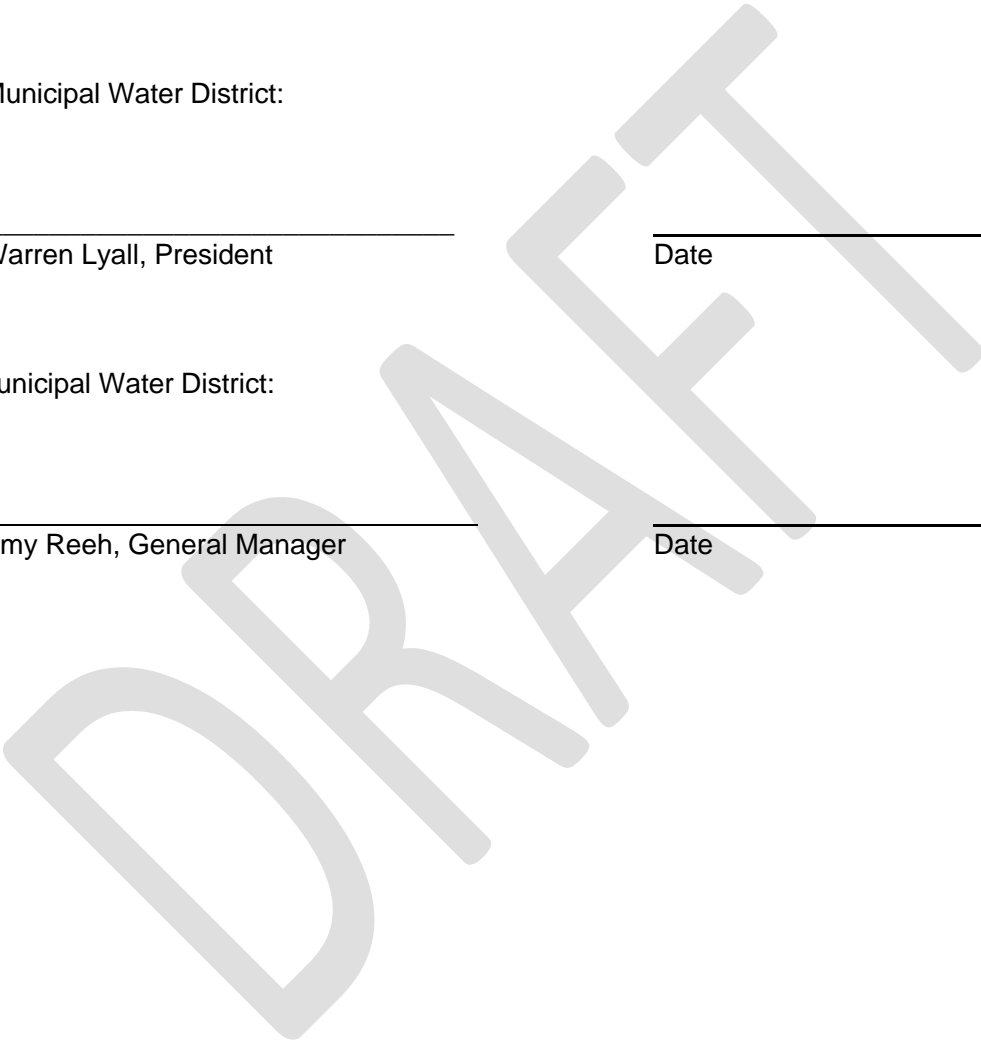 Municipal Water District:
Warren Lyall, President Date
unicipal Water District:
my Reeh, General Manager Date
DRAFT